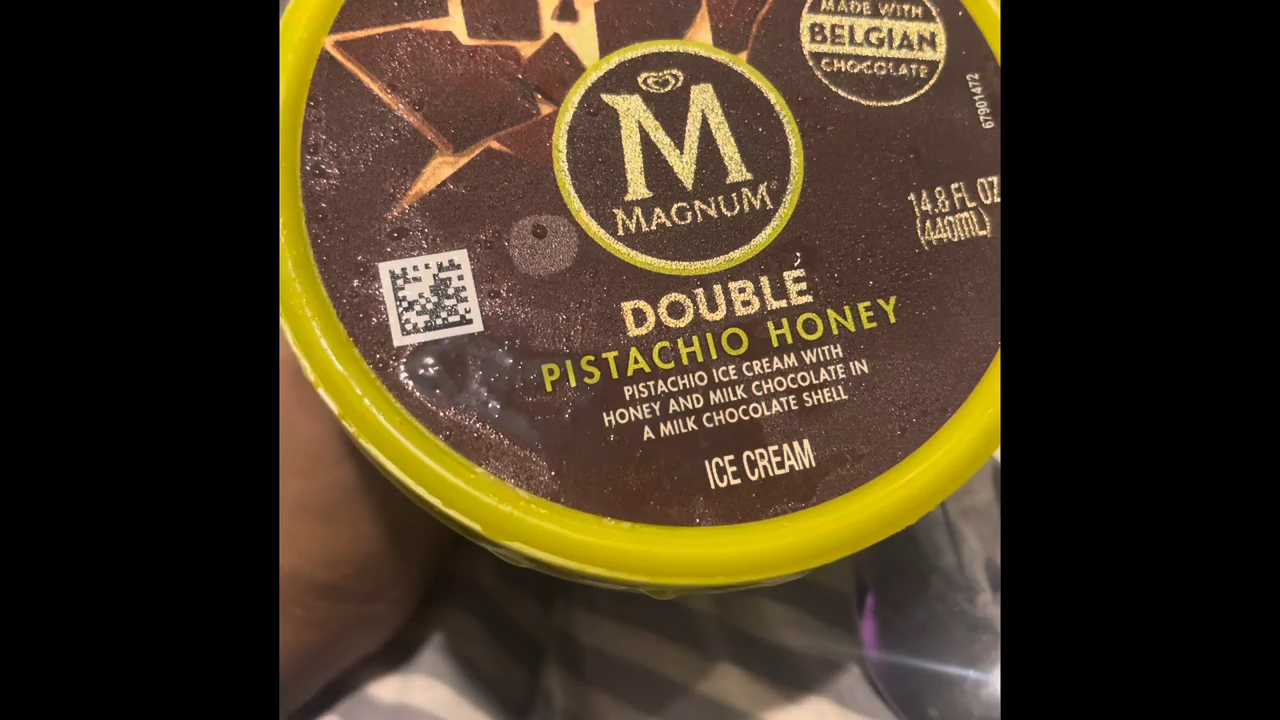 MADE WITH
BELGIAN
CHOCOLATE
67901472
M
MAGNUM
14.8 FL OZ
(440ML)
DOUBLE
PISTACHIO HONEY
PISTACHIO ICE CREAM WITH
HONEY AND MILK CHOCOLATE IN
A MILK CHOCOLATE SHELL
ICE CREAM